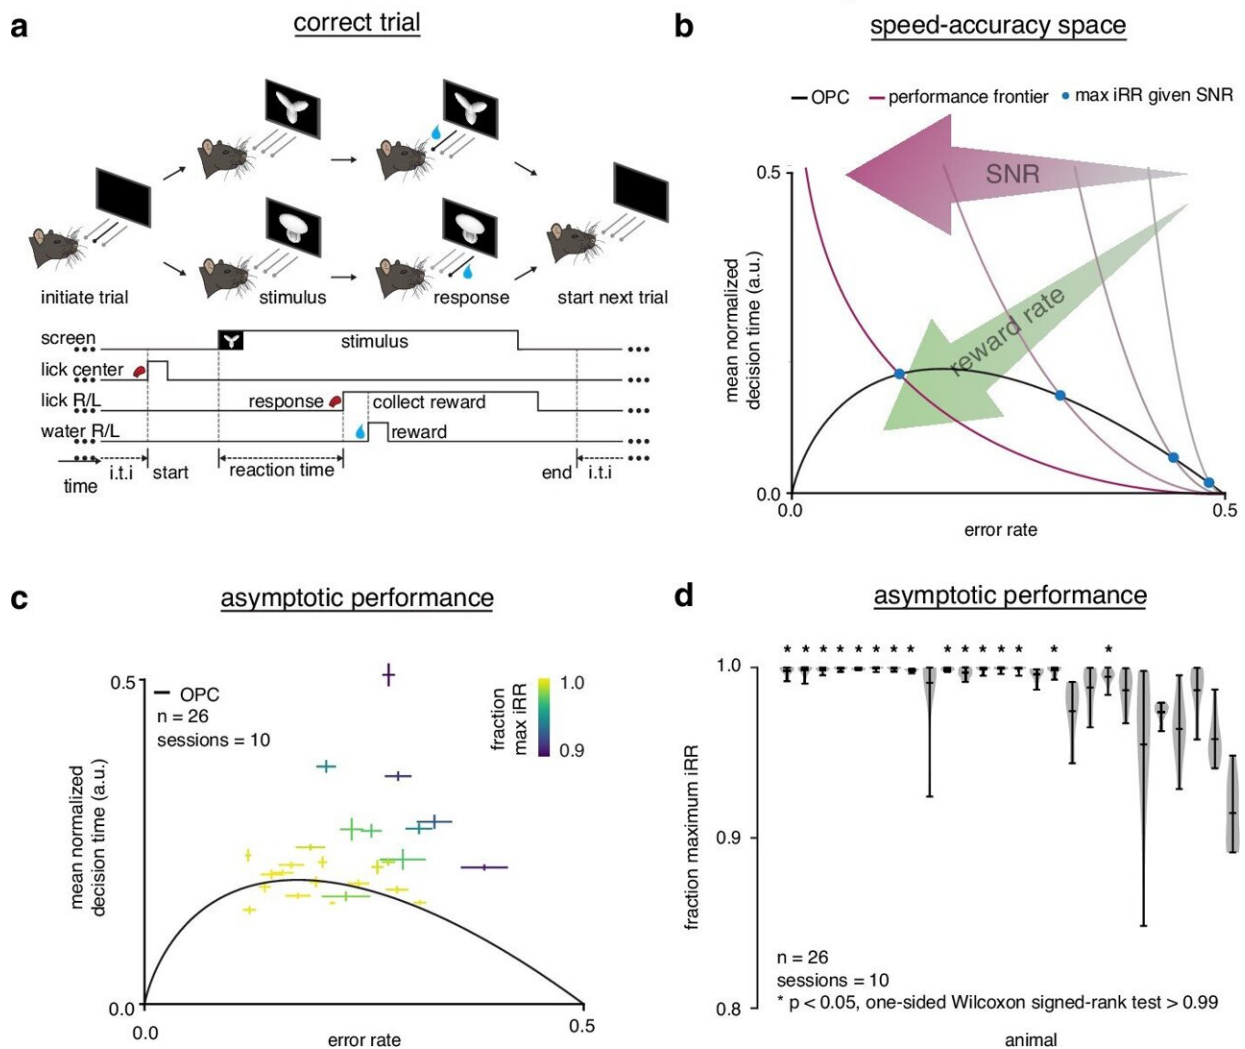 a
correct trial
initiate trial
stimulus
response
start next trial
screen
stimulus
lick center
lick R/L
response
collect reward
water R/L
reward
time
i.t.i
start
reaction time
end
i.t.i
b
speed-accuracy space
OPC
performance frontier
max iRR given SNR
SNR
reward rate
0.5
0.0
mean normalized
decision time (a.u.)
0.0
0.5
error rate
c
asymptotic performance
0.5
OPC
n = 26
sessions = 10
fraction
max iRR
1.0
0.9
mean normalized
decision time (a.u.)
0.0
0.0
0.5
error rate
d
asymptotic performance
* * * * * * * * * * * * * * *
1.0
0.9
0.8
fraction maximum iRR
n = 26
sessions = 10
* p < 0.05, one-sided Wilcoxon signed-rank test > 0.99
animal